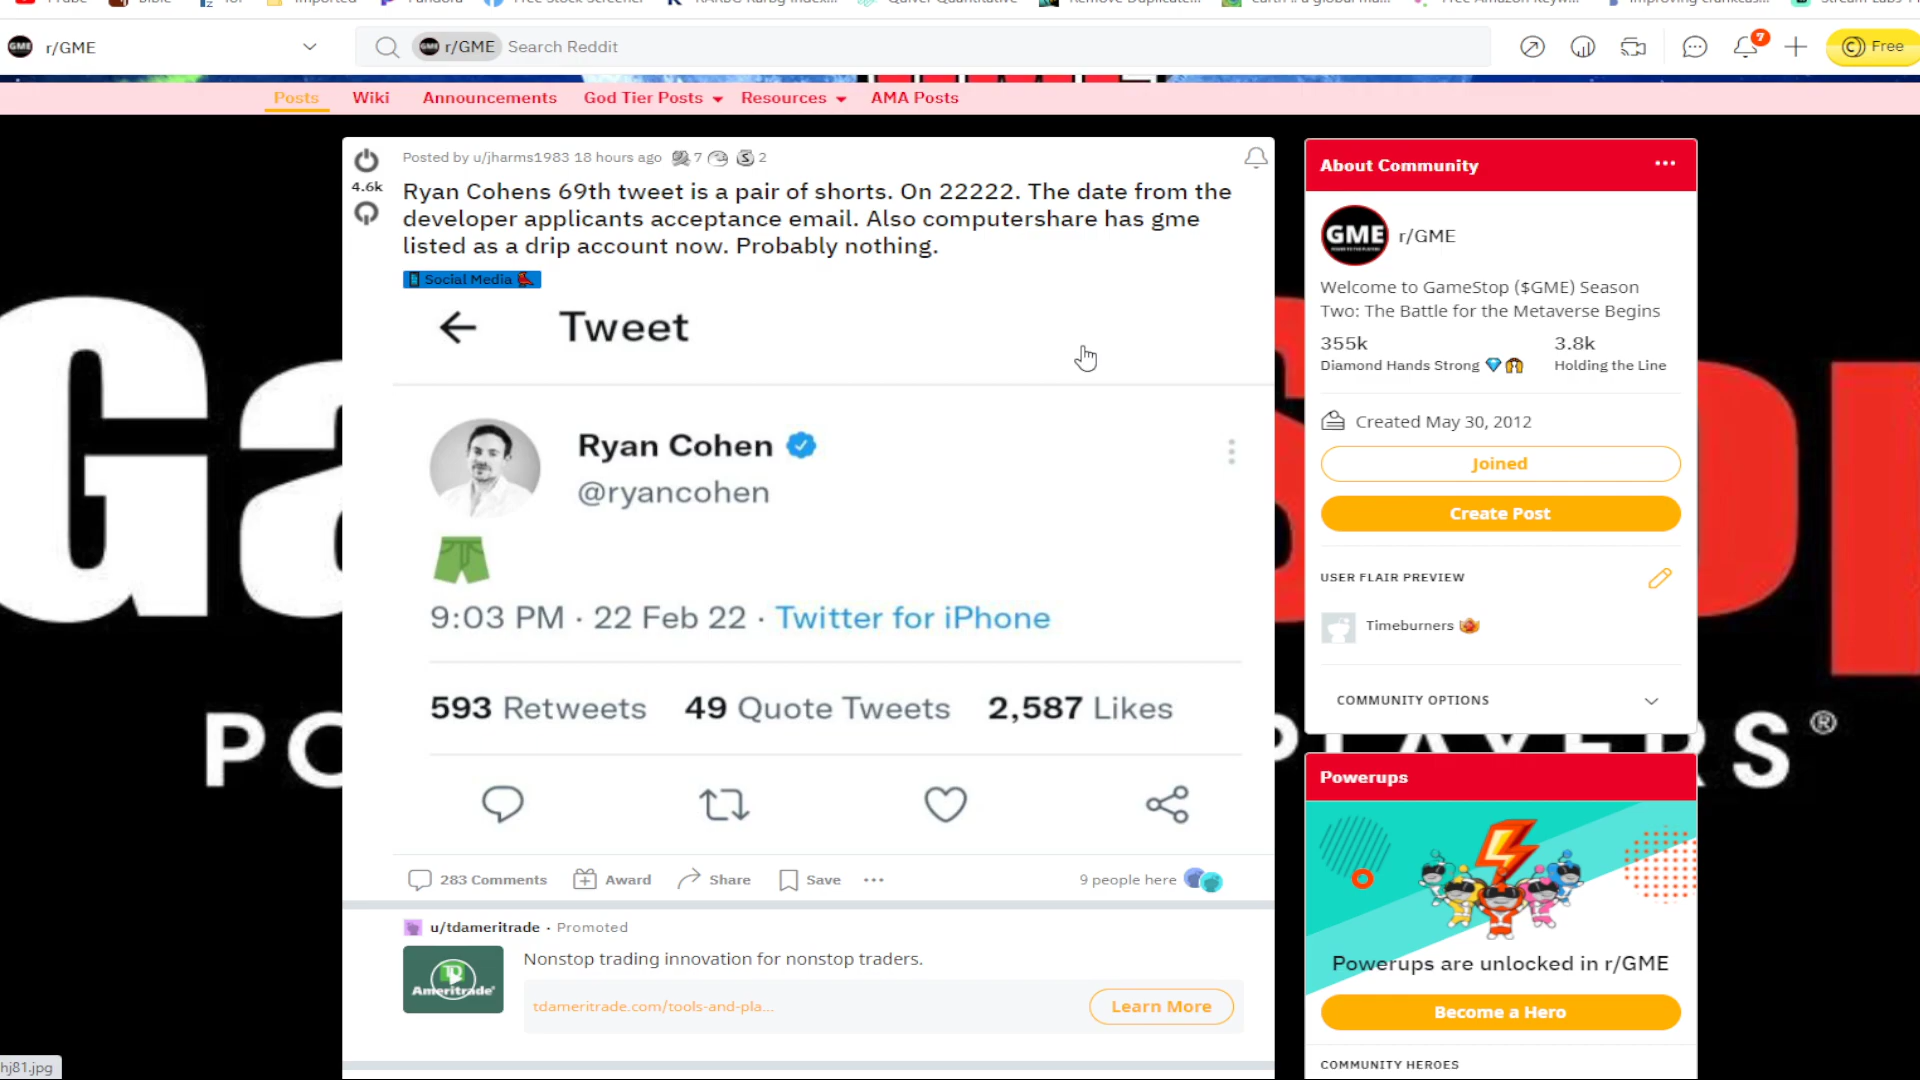 r/GME
r/GME Search Reddit
7
Free
Posts Wiki Announcements God Tier Posts Resources AMA Posts
Posted by u/jharms1983 18 hours ago 7 2
4.6k
Ryan Cohens 69th tweet is a pair of shorts. On 22222. The date from the
developer applicants acceptance email. Also computershare has gme
listed as a drip account now. Probably nothing.
Social Media
Tweet
Ryan Cohen
@ryancohen
9:03 PM · 22 Feb 22 · Twitter for iPhone
593 Retweets 49 Quote Tweets 2,587 Likes
283 Comments Award Share Save
9 people here
u/tdameritrade · Promoted
Nonstop trading innovation for nonstop traders.
Ameritrade
tdameritrade.com/tools-and-pla...
Learn More
About Community
GME
r/GME
Welcome to GameStop ($GME) Season
Two: The Battle for the Metaverse Begins
355k 3.8k
Diamond Hands Strong Holding the Line
Created May 30, 2012
Joined
Create Post
USER FLAIR PREVIEW
Timeburners
COMMUNITY OPTIONS
Powerups
Powerups are unlocked in r/GME
Become a Hero
COMMUNITY HEROES
hj81.jpg